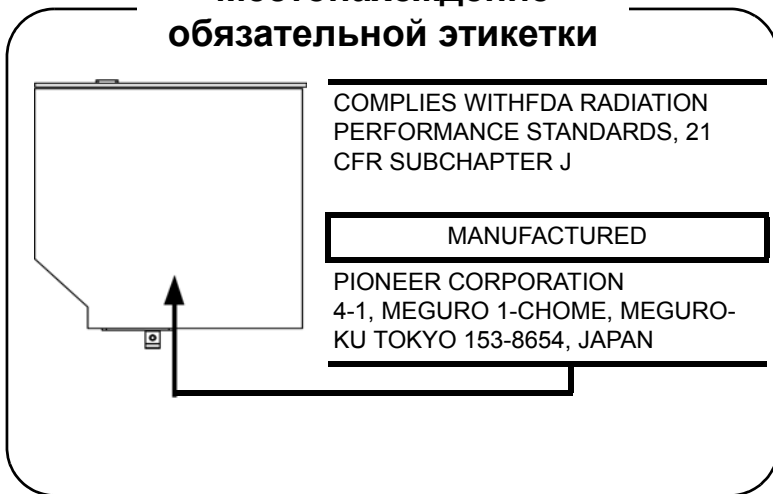 обязательной этикетки
COMPLIES WITHFDA RADIATION
PERFORMANCE STANDARDS, 21
CFR SUBCHAPTER J
MANUFACTURED
PIONEER CORPORATION
4-1, MEGURO 1-CHOME, MEGURO-
KU TOKYO 153-8654, JAPAN